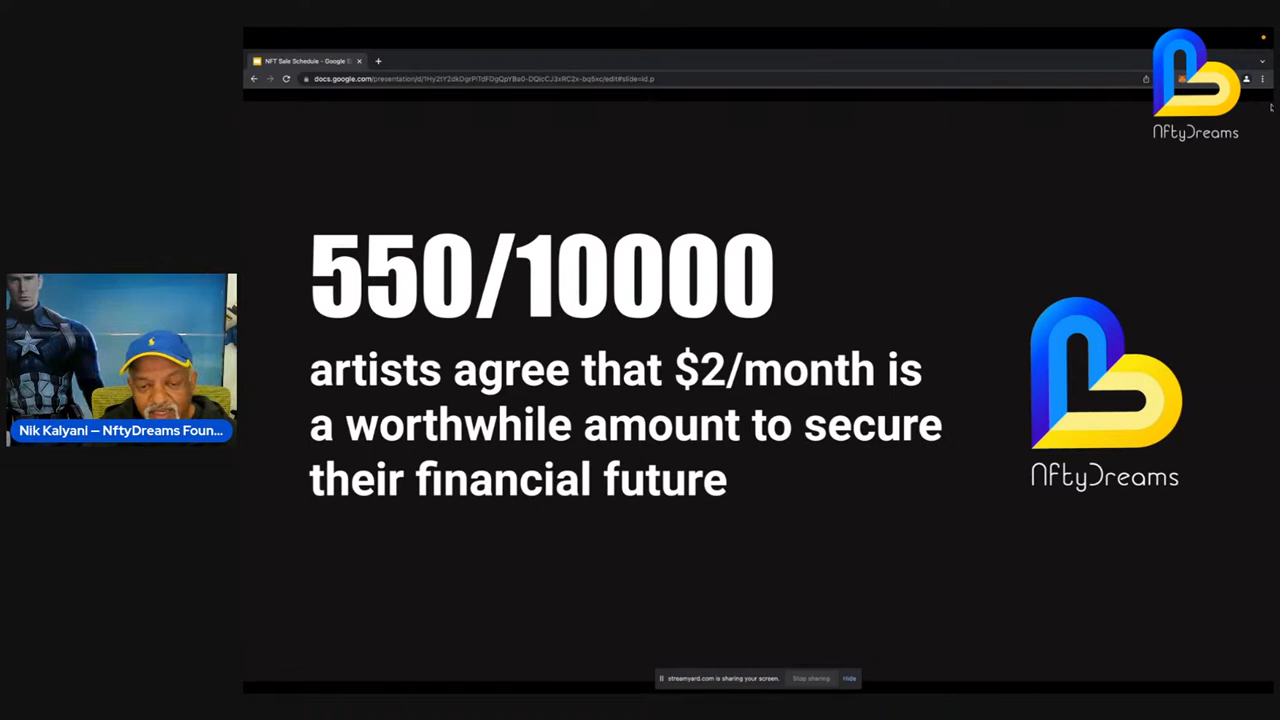 NFT Sale Schedule - Google S
docs.google.com
NftyDreams
550/10000
artists agree that $2/month is
a worthwhile amount to secure
their financial future
NftyDreams
Nik Kalyani – NftyDreams Foun...
streamyard.com is sharing your screen.
Stop sharing
Hide